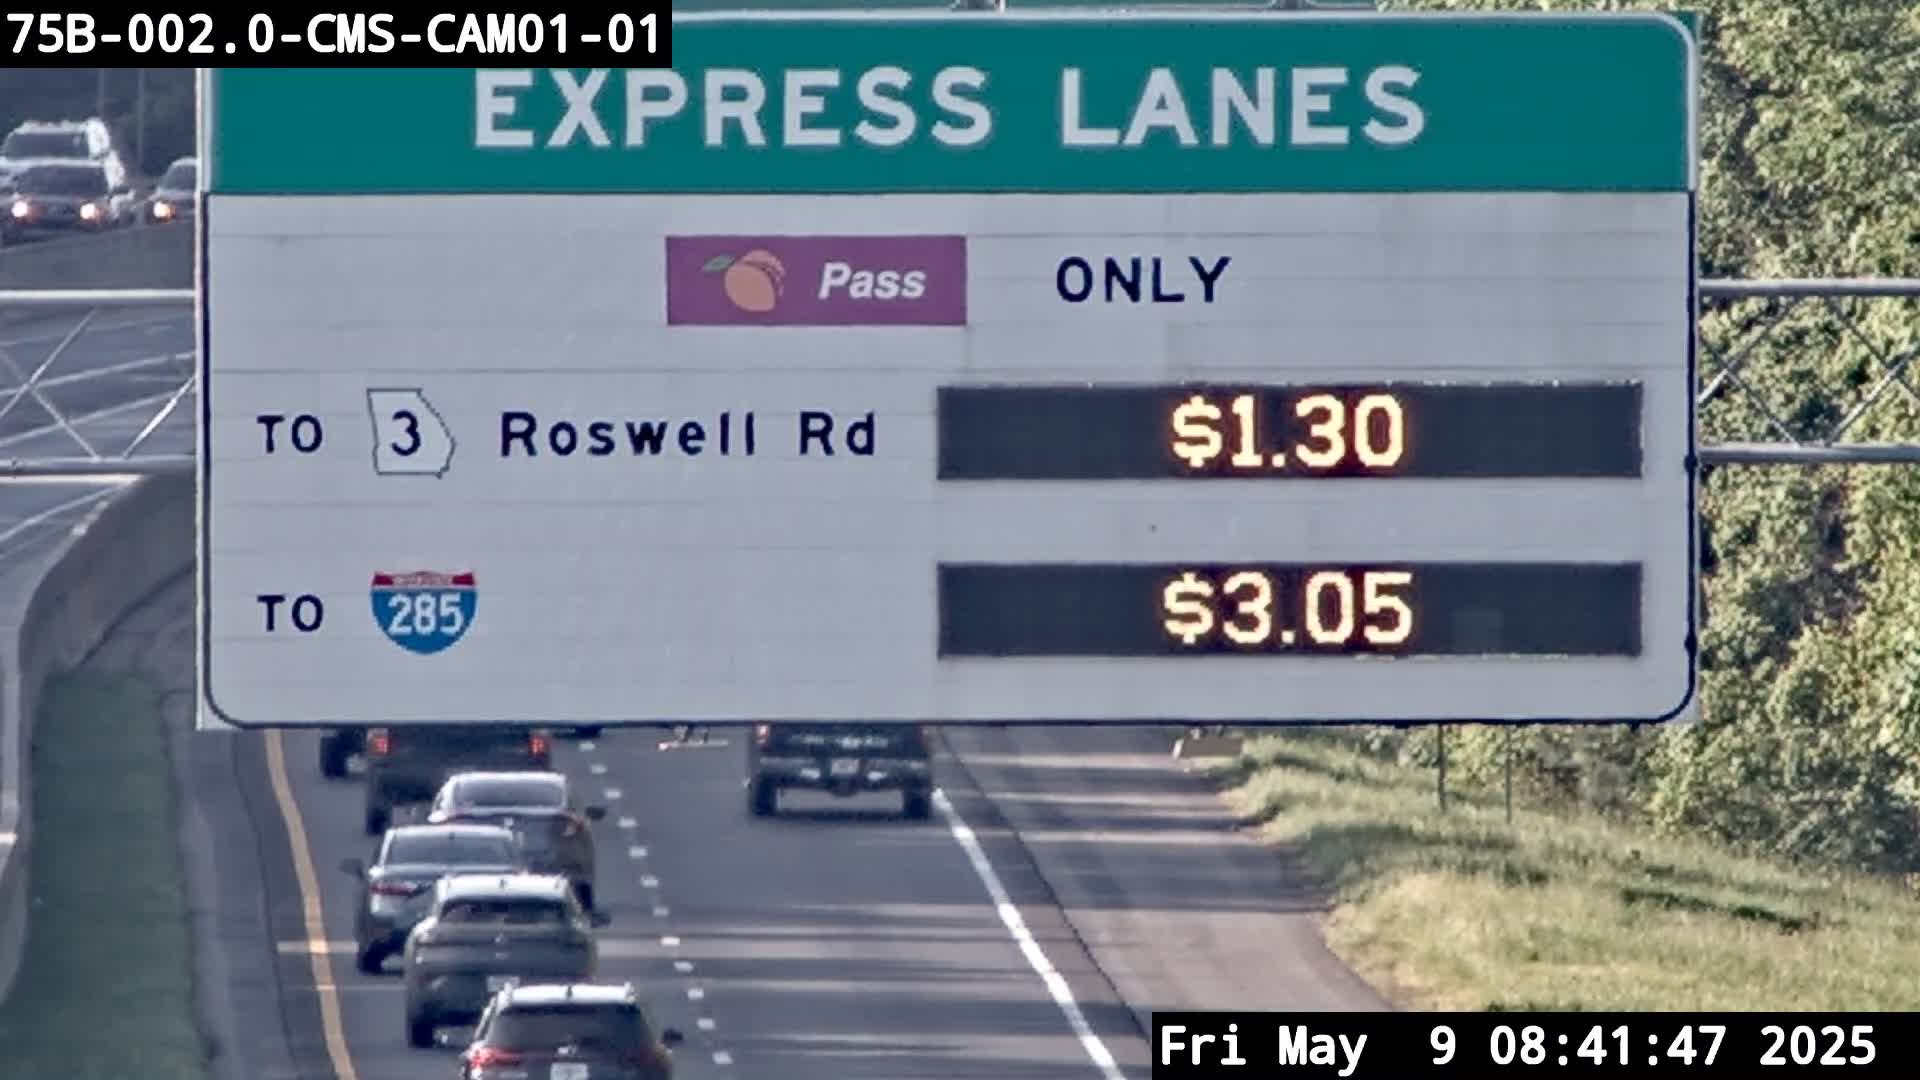 75B-002.0-CMS-CAM01-01
EXPRESS LANES
Pass ONLY
TO 3 Roswell Rd $1.30
TO 285 $3.05
Fri May 9 08:41:47 2025